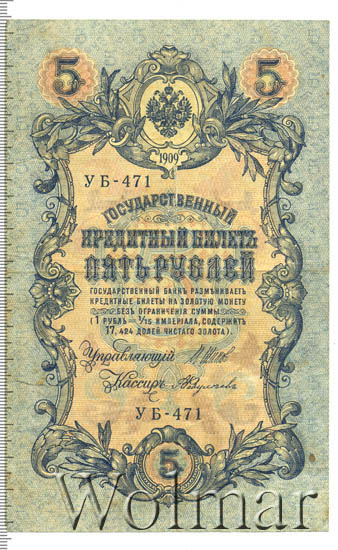 5 5
1909
УБ-471
ГОСУДАРСТВЕННЫЙ
КРЕДИТНЫЙ БИЛЕТЪ
ПЯТЬ РУБЛЕЙ
ГОСУДАРСТВЕННЫЙ БАНКЪ РАЗМѢНИВАЕТЪ
КРЕДИТНЫЕ БИЛЕТЫ НА ЗОЛОТУЮ МОНЕТУ
БЕЗЪ ОГРАНИЧЕНІЯ СУММЫ
(1 РУБЛЬ = 1/15 ИМПЕРІАЛА, СОДЕРЖИТЪ
17,424 ДОЛЕЙ ЧИСТАГО ЗОЛОТА).
Управляющій
Кассиръ
УБ-471
5
Wolmar